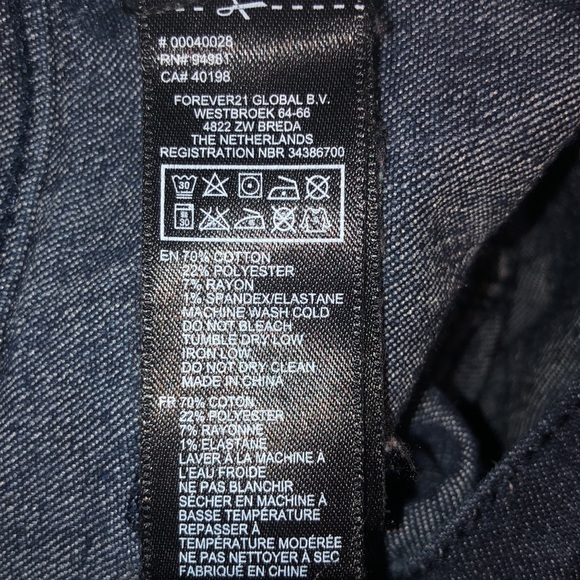 # 00040028
RN# 94981
CA# 40198
FOREVER21 GLOBAL B.V.
WESTBROEK 64-66
4822 ZW BREDA
THE NETHERLANDS
REGISTRATION NBR 34386700
30
30
EN 70% COTTON
22% POLYESTER
7% RAYON
1% SPANDEX/ELASTANE
MACHINE WASH COLD
DO NOT BLEACH
TUMBLE DRY LOW
IRON LOW
DO NOT DRY CLEAN
MADE IN CHINA
FR 70% COTON
22% POLYESTER
7% RAYONNE
1% ELASTANE
LAVER À LA MACHINE À
L'EAU FROIDE
NE PAS BLANCHIR
SÉCHER EN MACHINE À
BASSE TEMPÉRATURE
REPASSER À
TEMPÉRATURE MODÉRÉE
NE PAS NETTOYER À SEC
FABRIQUÉ EN CHINE